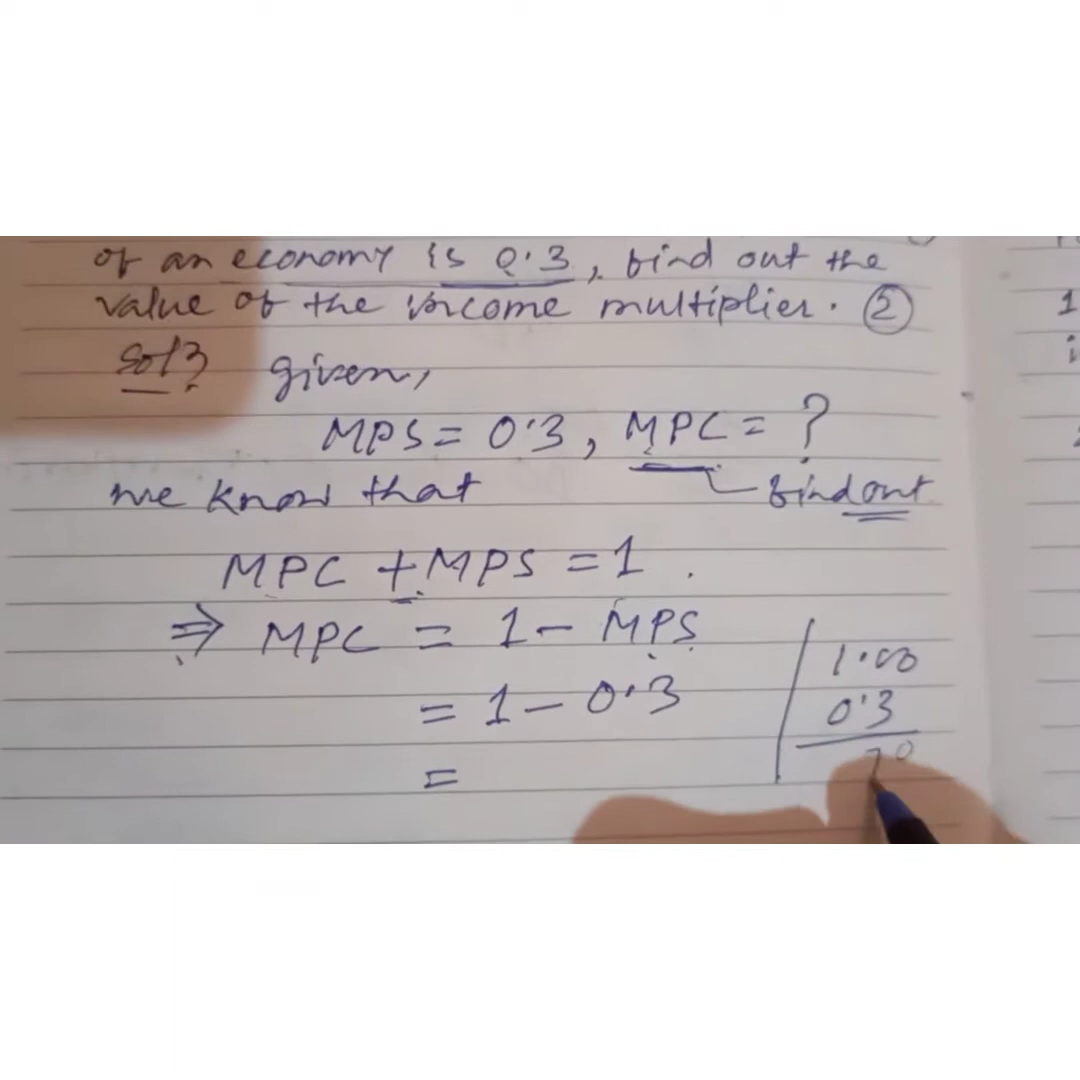 of an economy is 0.3, find out the
value of the income multiplier. ②
Sol?
given,
MPS = 0.3, MPC = ?
we know that
find out
MPC + MPS = 1.
⇒ MPC = 1 - MPS
= 1 - 0.3
=
1.00
0.3
70
1